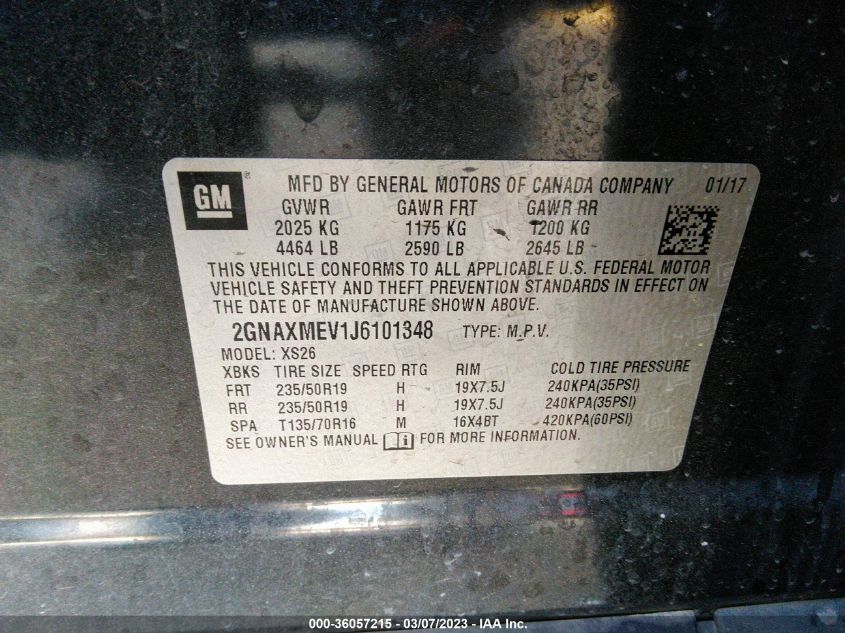 GM
MFD BY GENERAL MOTORS OF CANADA COMPANY 01/17
GVWR GAWR FRT GAWR RR
2025 KG 1175 KG 1200 KG
4464 LB 2590 LB 2645 LB
THIS VEHICLE CONFORMS TO ALL APPLICABLE U.S. FEDERAL MOTOR
VEHICLE SAFETY AND THEFT PREVENTION STANDARDS IN EFFECT ON
THE DATE OF MANUFACTURE SHOWN ABOVE.
2GNAXMEV1J6101348 TYPE: M.P.V.
MODEL: XS26
XBKS TIRE SIZE SPEED RTG RIM COLD TIRE PRESSURE
FRT 235/50R19 H 19X7.5J 240KPA(35PSI)
RR 235/50R19 H 19X7.5J 240KPA(35PSI)
SPA T135/70R16 M 16X4BT 420KPA(60PSI)
SEE OWNER'S MANUAL i FOR MORE INFORMATION.
000-36057215 - 03/07/2023 - IAA Inc.